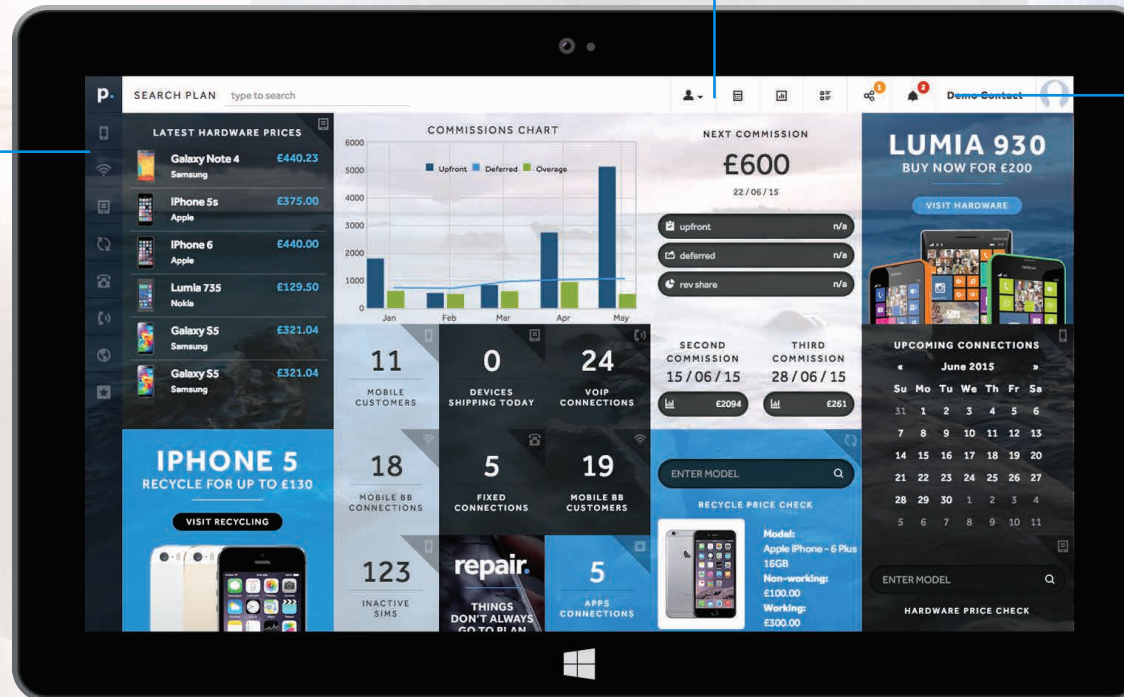 p.
SEARCH PLAN type to search
1
2
Demo Contact
LATEST HARDWARE PRICES
Galaxy Note 4 £440.23
Samsung
IPhone 5s £375.00
Apple
IPhone 6 £440.00
Apple
Lumia 735 £129.50
Nokia
Galaxy S5 £321.04
Samsung
Galaxy S5 £321.04
Samsung
IPHONE 5
RECYCLE FOR UP TO £130
VISIT RECYCLING
COMMISSIONS CHART
6000
5000
4000
3000
2000
1000
0
Upfront Deferred Overage
Jan Feb Mar Apr May
11
MOBILE
CUSTOMERS
0
DEVICES
SHIPPING TODAY
24
VOIP
CONNECTIONS
18
MOBILE BB
CONNECTIONS
5
FIXED
CONNECTIONS
19
MOBILE BB
CUSTOMERS
123
INACTIVE
SIMS
repair.
THINGS
DON'T ALWAYS
GO TO PLAN
5
APPS
CONNECTIONS
NEXT COMMISSION
£600
22/06/15
upfront n/a
deferred n/a
rev share n/a
SECOND
COMMISSION
15/06/15
£2094
THIRD
COMMISSION
28/06/15
£261
ENTER MODEL
RECYCLE PRICE CHECK
Model:
Apple iPhone - 6 Plus
16GB
Non-working:
£100.00
Working:
£300.00
LUMIA 930
BUY NOW FOR £200
VISIT HARDWARE
UPCOMING CONNECTIONS
« June 2015 »
Su Mo Tu We Th Fr Sa
31 1 2 3 4 5 6
7 8 9 10 11 12 13
14 15 16 17 18 19 20
21 22 23 24 25 26 27
28 29 30 1 2 3 4
5 6 7 8 9 10 11
ENTER MODEL
HARDWARE PRICE CHECK